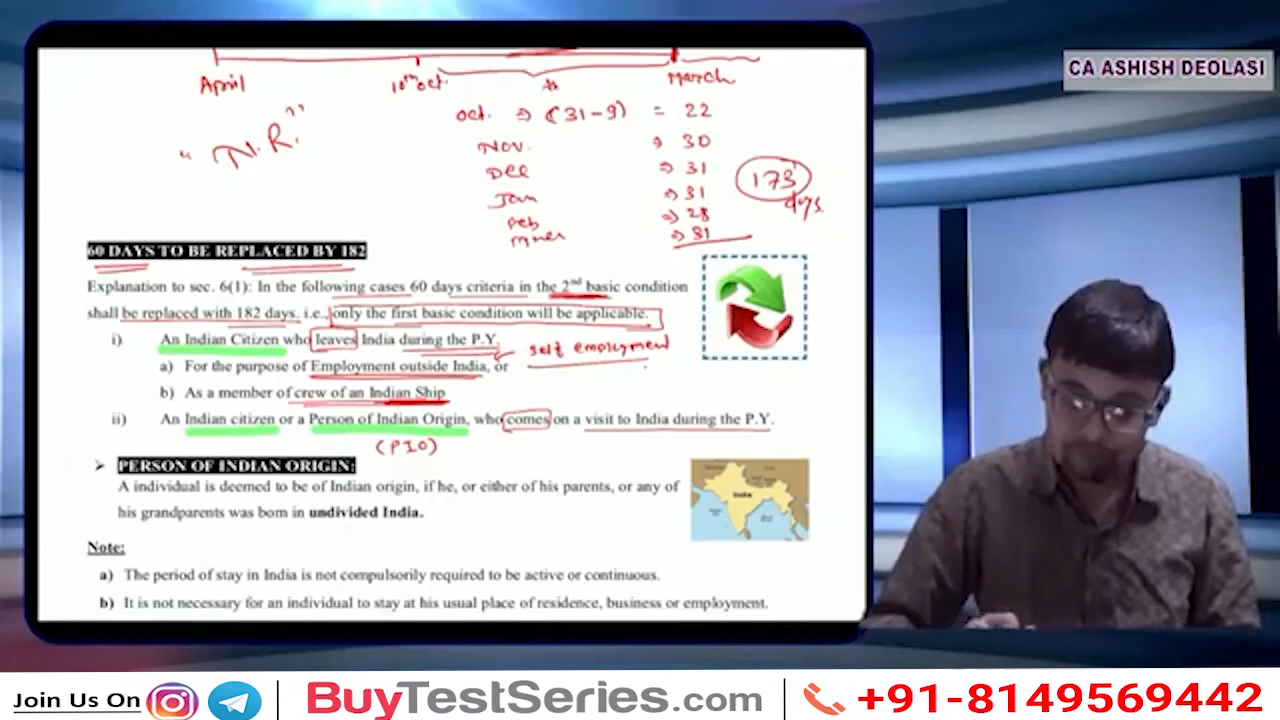 CA ASHISH DEOLASI
April
10th Oct.
March
"N.R."
Oct. ⇒ (31-9) = 22
Nov. ⇒ 30
Dec ⇒ 31
Jan ⇒ 31
Feb ⇒ 28
⇒ 31
173 days.
60 DAYS TO BE REPLACED BY 182
Explanation to sec. 6(1): In the following cases 60 days criteria in the 2nd basic condition
shall be replaced with 182 days. i.e., only the first basic condition will be applicable.
i) An Indian Citizen who leaves India during the P.Y.
self employment
a) For the purpose of Employment outside India, or
b) As a member of crew of an Indian Ship
ii) An Indian citizen or a Person of Indian Origin, who comes on a visit to India during the P.Y.
(PIO)
➢ PERSON OF INDIAN ORIGIN:
A individual is deemed to be of Indian origin, if he, or either of his parents, or any of
his grandparents was born in undivided India.
India
Note:
a) The period of stay in India is not compulsorily required to be active or continuous.
b) It is not necessary for an individual to stay at his usual place of residence, business or employment.
Join Us On
BuyTestSeries.com
+91-8149569442